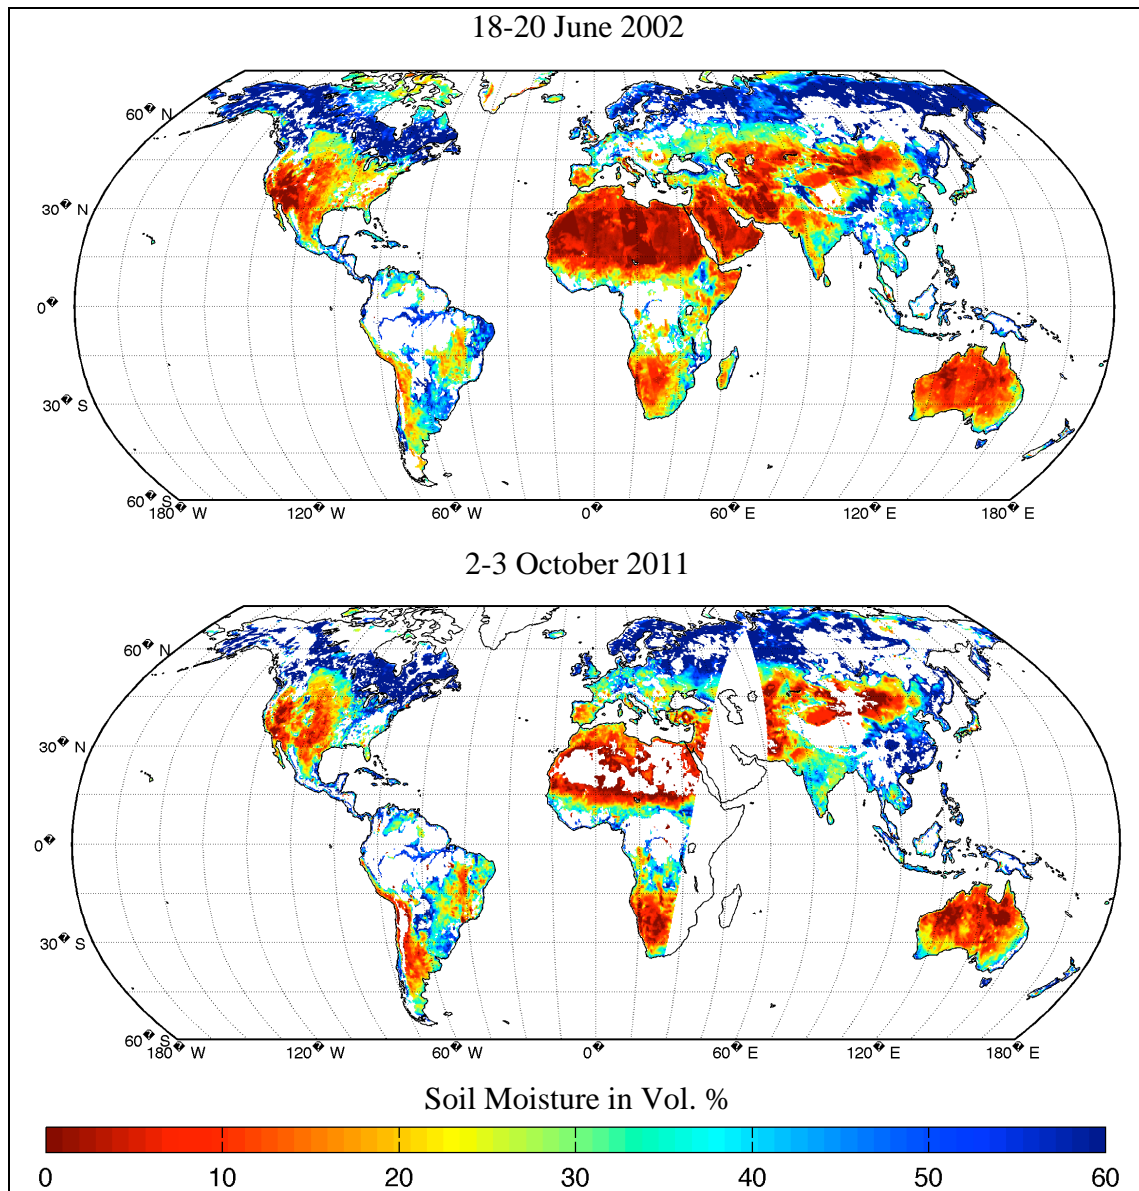 18-20 June 2002
60� N
30� N
0�
30� S
60� S
180� W 120� W 60� W 0� 60� E 120� E 180� E
2-3 October 2011
60� N
30� N
0�
30� S
60� S
180� W 120� W 60� W 0� 60� E 120� E 180� E
Soil Moisture in Vol. %
0 10 20 30 40 50 60